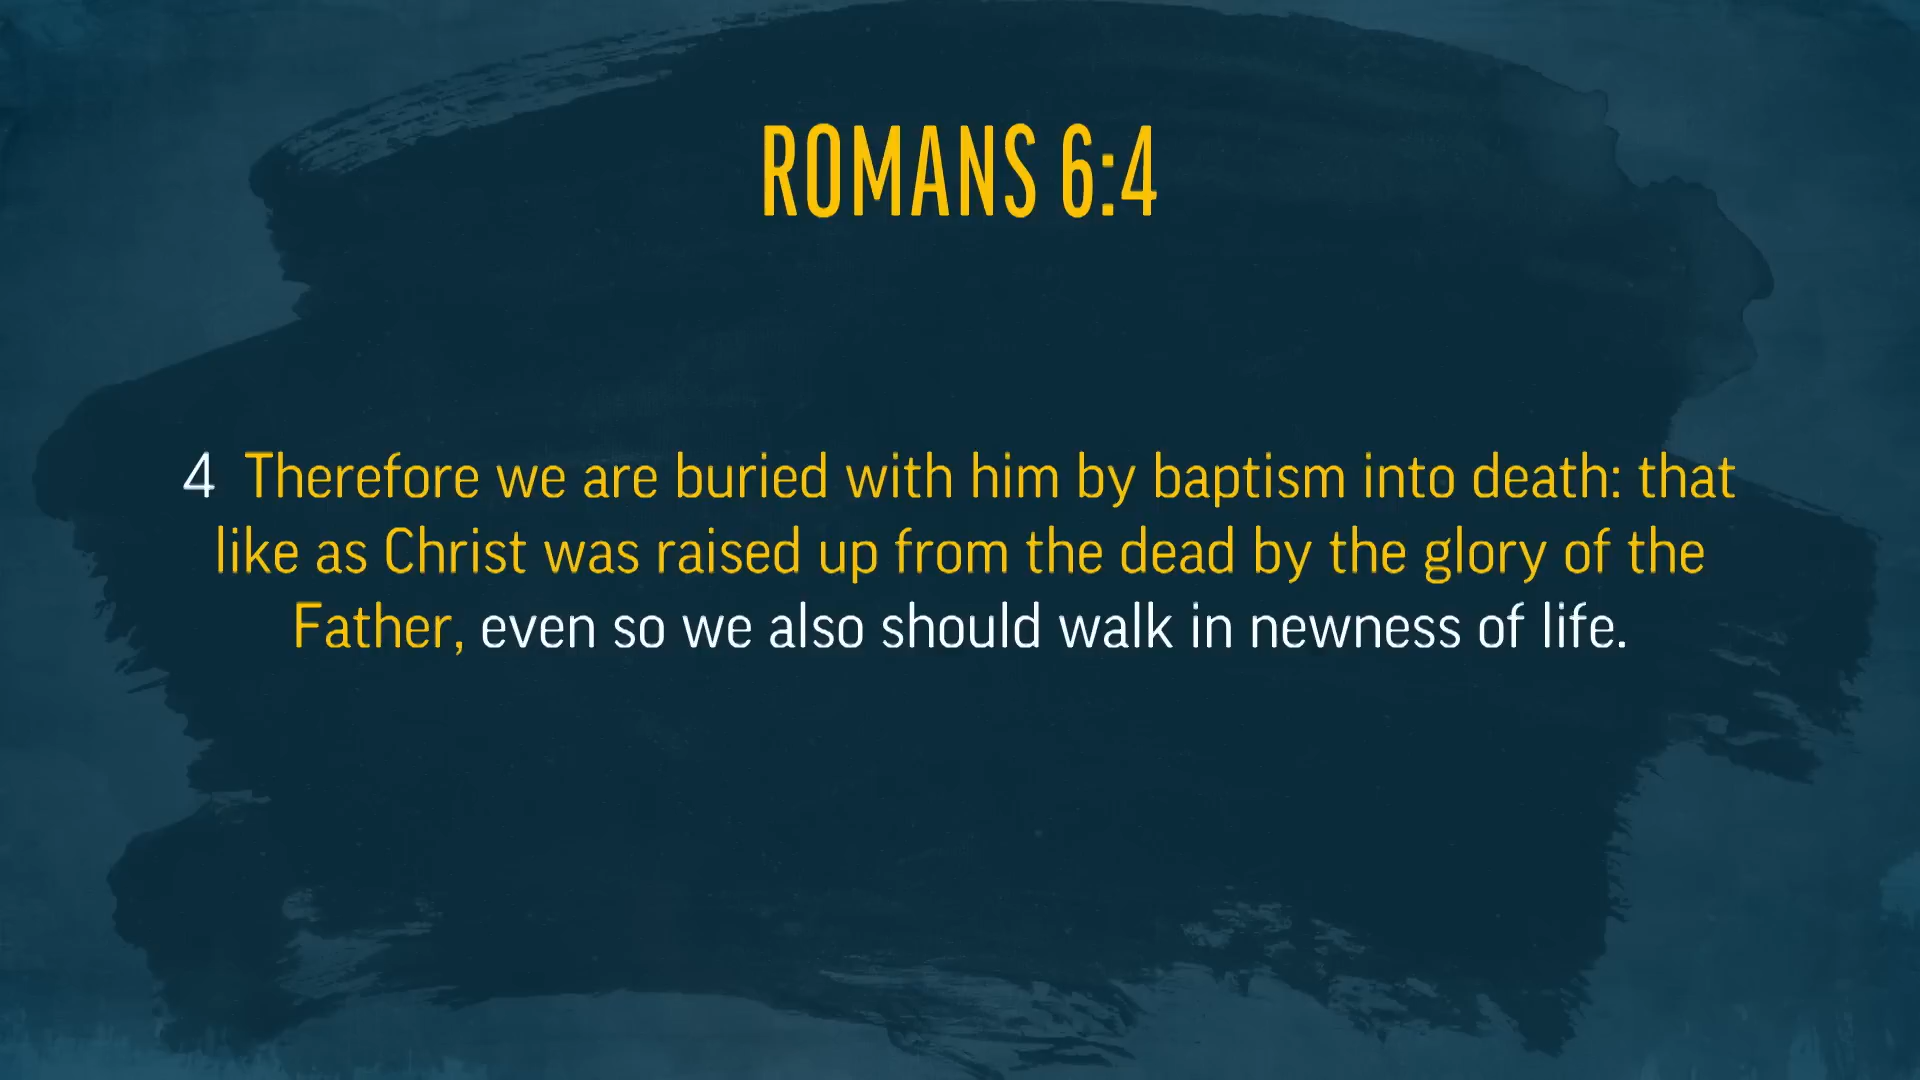 ROMANS 6:4
4 Therefore we are buried with him by baptism into death: that
like as Christ was raised up from the dead by the glory of the
Father, even so we also should walk in newness of life.